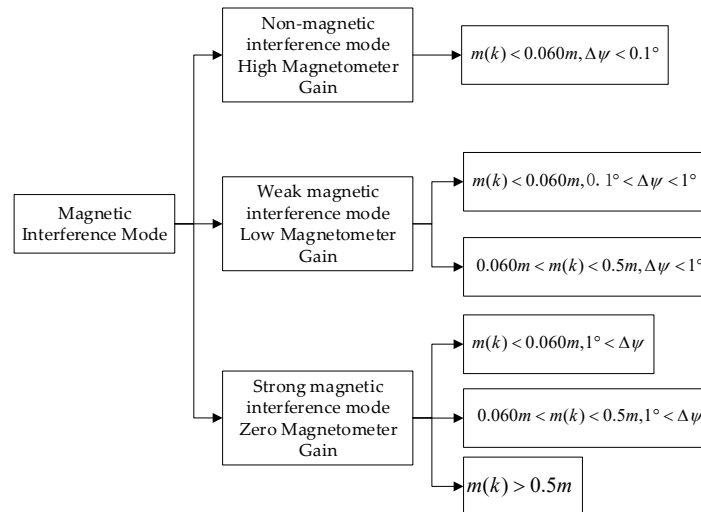 Non-magnetic
interference mode
High Magnetometer
Gain
m(k) < 0.060m, Δψ < 0.1°
Magnetic
Interference Mode
Weak magnetic
interference mode
Low Magnetometer
Gain
m(k) < 0.060m, 0. 1° < Δψ < 1°
0.060m < m(k) < 0.5m, Δψ < 1°
Strong magnetic
interference mode
Zero Magnetometer
Gain
m(k) < 0.060m, 1° < Δψ
0.060m < m(k) < 0.5m, 1° < Δψ
m(k) > 0.5m